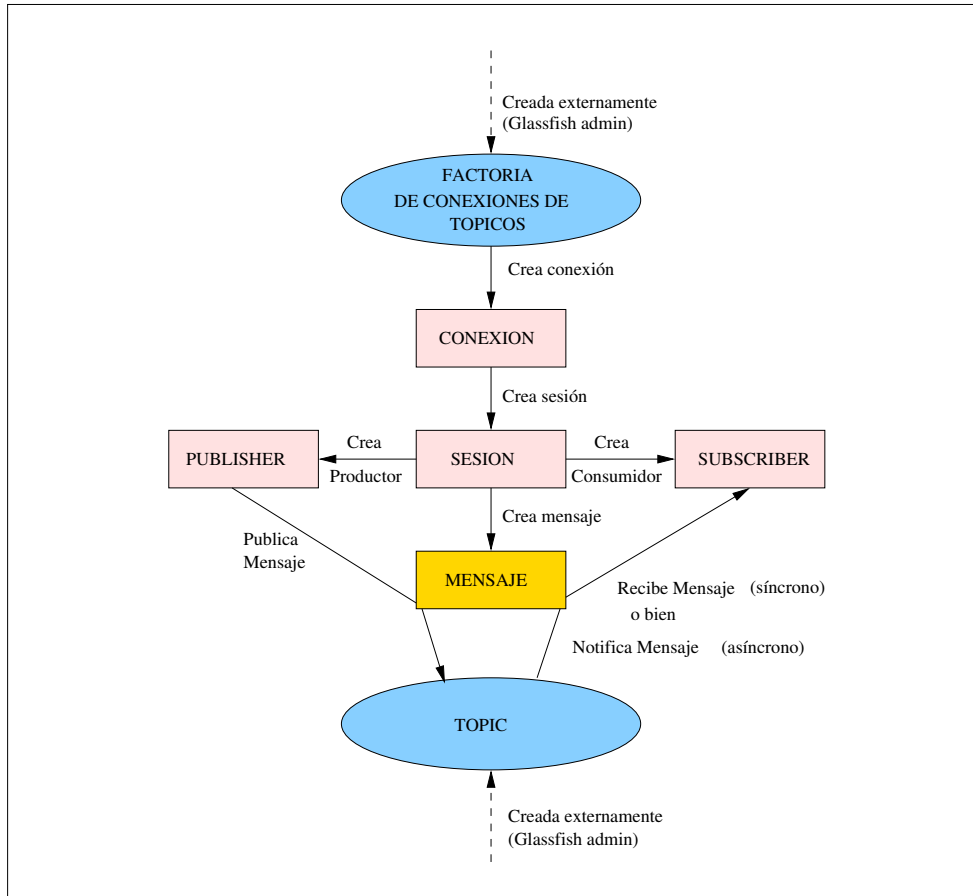 Creada externamente
(Glassfish admin)
FACTORIA
DE CONEXIONES DE
TOPICOS
Crea conexión
CONEXION
Crea sesión
PUBLISHER
Crea
Productor
SESION
Crea
Consumidor
SUBSCRIBER
Crea mensaje
Publica
Mensaje
MENSAJE
Recibe Mensaje (síncrono)
o bien
Notifica Mensaje (asíncrono)
TOPIC
Creada externamente
(Glassfish admin)